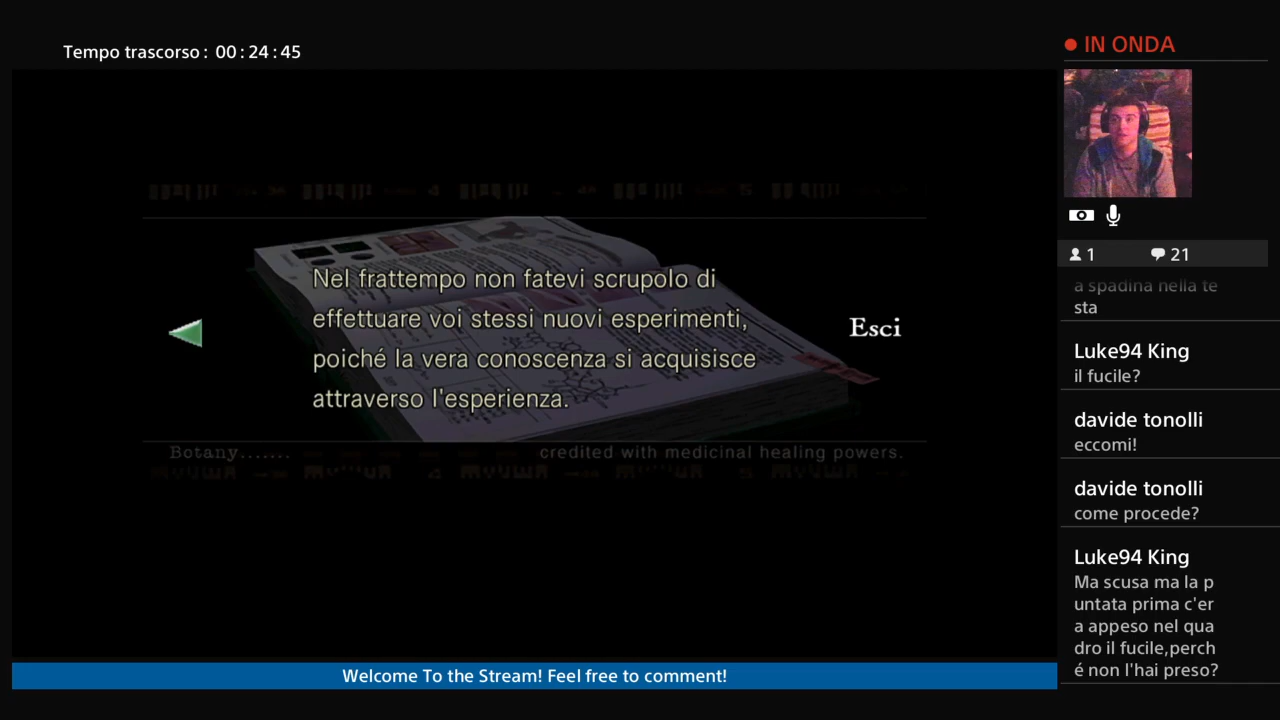 Tempo trascorso : 00 : 24 : 45
IN ONDA
1
21
a spadina nella te
sta
Luke94 King
il fucile?
davide tonolli
eccomi!
davide tonolli
come procede?
Luke94 King
Ma scusa ma la p
untata prima c'er
a appeso nel qua
dro il fucile,perch
é non l'hai preso?
Nel frattempo non fatevi scrupolo di
effettuare voi stessi nuovi esperimenti,
poiché la vera conoscenza si acquisisce
attraverso l'esperienza.
Esci
Botany....... credited with medicinal healing powers.
Welcome To the Stream! Feel free to comment!